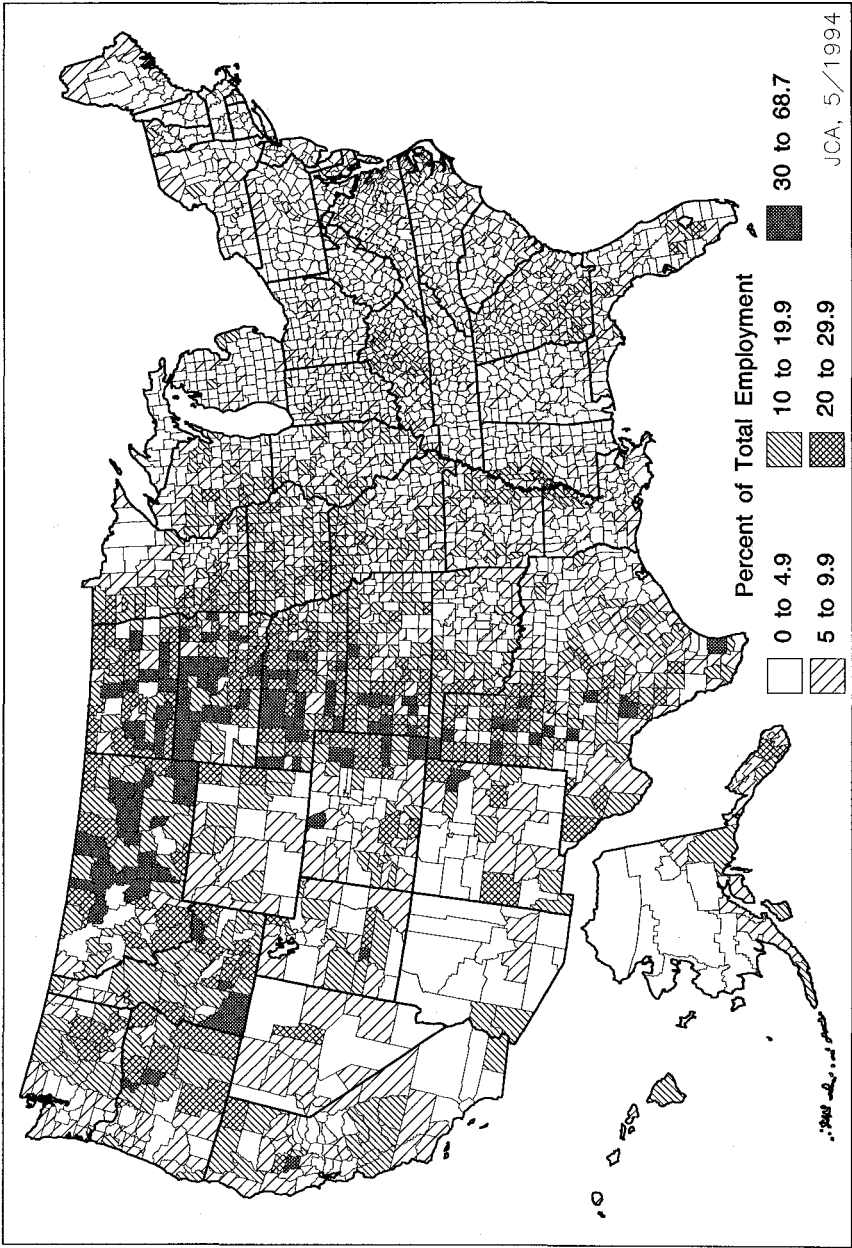 Percent of Total Employment
0 to 4.9
10 to 19.9
30 to 68.7
5 to 9.9
20 to 29.9
JCA, 5/1994